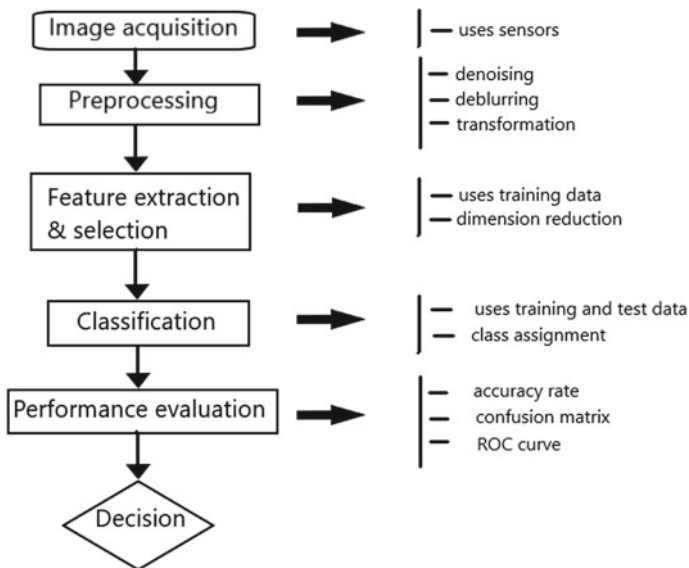 Image acquisition
uses sensors
Preprocessing
denoising
deblurring
transformation
Feature extraction
& selection
uses training data
dimension reduction
Classification
uses training and test data
class assignment
Performance evaluation
accuracy rate
confusion matrix
ROC curve
Decision